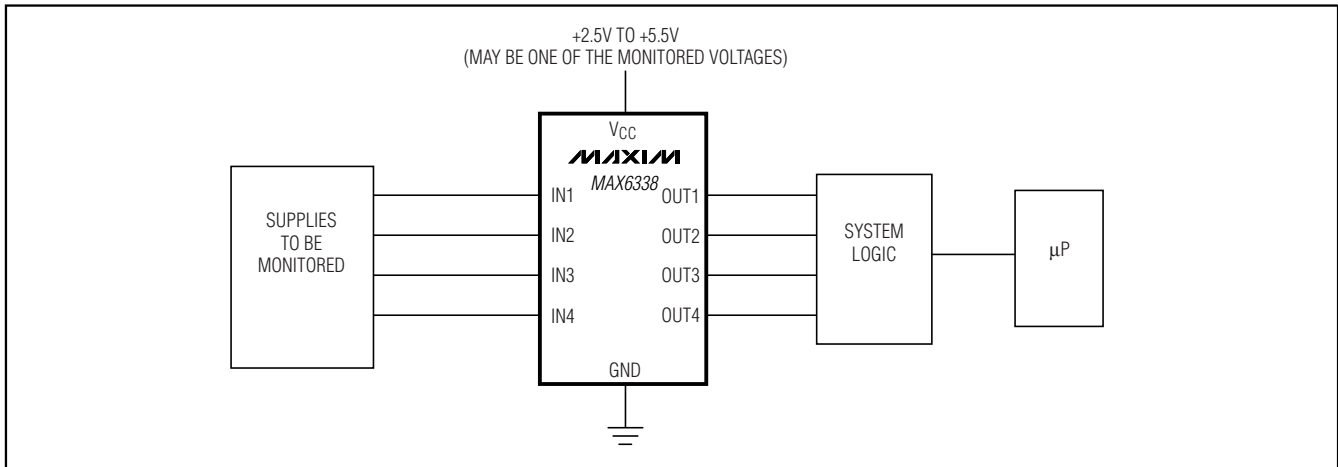 +2.5V TO +5.5V
(MAY BE ONE OF THE MONITORED VOLTAGES)
VCC
MAXIM
MAX6338
SUPPLIES
TO BE
MONITORED
IN1
IN2
IN3
IN4
OUT1
OUT2
OUT3
OUT4
GND
SYSTEM
LOGIC
μP